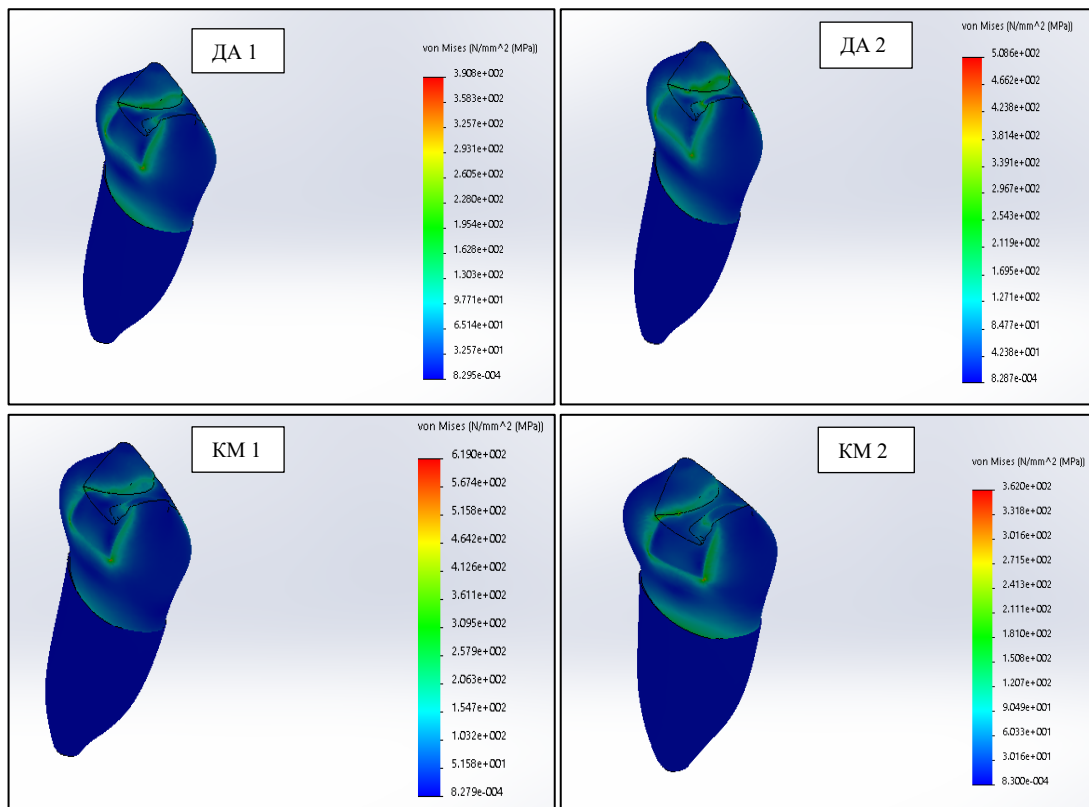 ДА 1
von Mises (N/mm^2 (MPa))
3.908e+002
3.583e+002
3.257e+002
2.931e+002
2.605e+002
2.280e+002
1.954e+002
1.628e+002
1.303e+002
9.771e+001
6.514e+001
3.257e+001
8.295e-004
ДА 2
von Mises (N/mm^2 (MPa))
5.086e+002
4.662e+002
4.238e+002
3.814e+002
3.391e+002
2.967e+002
2.543e+002
2.119e+002
1.695e+002
1.271e+002
8.477e+001
4.238e+001
8.287e-004
КМ 1
von Mises (N/mm^2 (MPa))
6.190e+002
5.674e+002
5.158e+002
4.642e+002
4.126e+002
3.611e+002
3.095e+002
2.579e+002
2.063e+002
1.547e+002
1.032e+002
5.158e+001
8.279e-004
КМ 2
von Mises (N/mm^2 (MPa))
3.620e+002
3.318e+002
3.016e+002
2.715e+002
2.413e+002
2.111e+002
1.810e+002
1.508e+002
1.207e+002
9.049e+001
6.033e+001
3.016e+001
8.300e-004